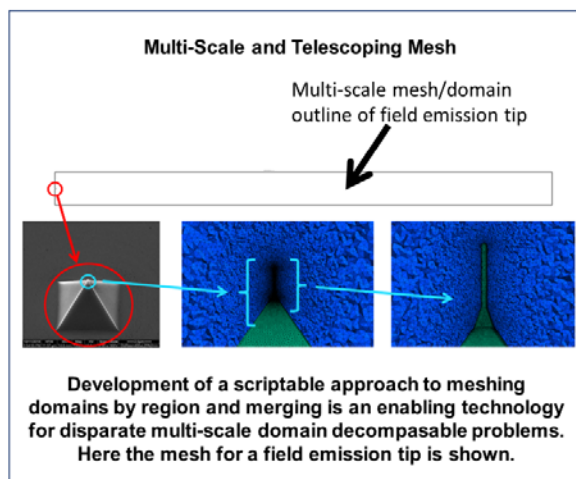 Multi-Scale and Telescoping Mesh
Multi-scale mesh/domain
outline of field emission tip
Development of a scriptable approach to meshing
domains by region and merging is an enabling technology
for disparate multi-scale domain decompasable problems.
Here the mesh for a field emission tip is shown.